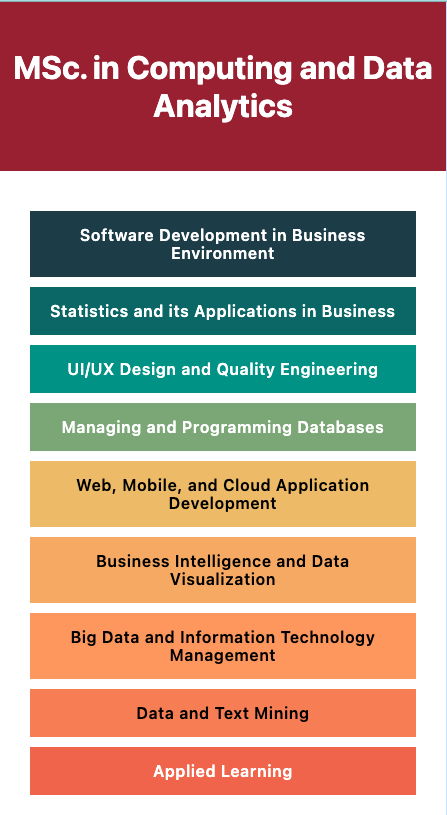 MSc. in Computing and Data
Analytics
Software Development in Business
Environment
Statistics and its Applications in Business
UI/UX Design and Quality Engineering
Managing and Programming Databases
Web, Mobile, and Cloud Application
Development
Business Intelligence and Data
Visualization
Big Data and Information Technology
Management
Data and Text Mining
Applied Learning